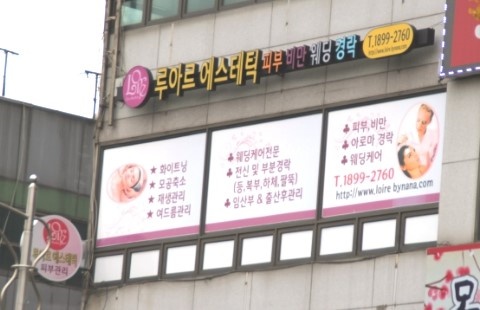 루아르 에스테틱 피부 비만 웨딩 경락 T.1899-2760
★ 화이트닝
★ 모공축소
★ 재생관리
★ 여드름관리
♣ 웨딩케어전문
♣ 전신 및 부분경락
(등, 복부, 하체, 팔뚝)
♣ 임산부 & 출산후관리
♣ 피부, 비만
♣ 아로마 경락
♣ 웨딩케어
T.1899-2760
http://www.loire bynana.com
루아르 에스테틱
피부관리